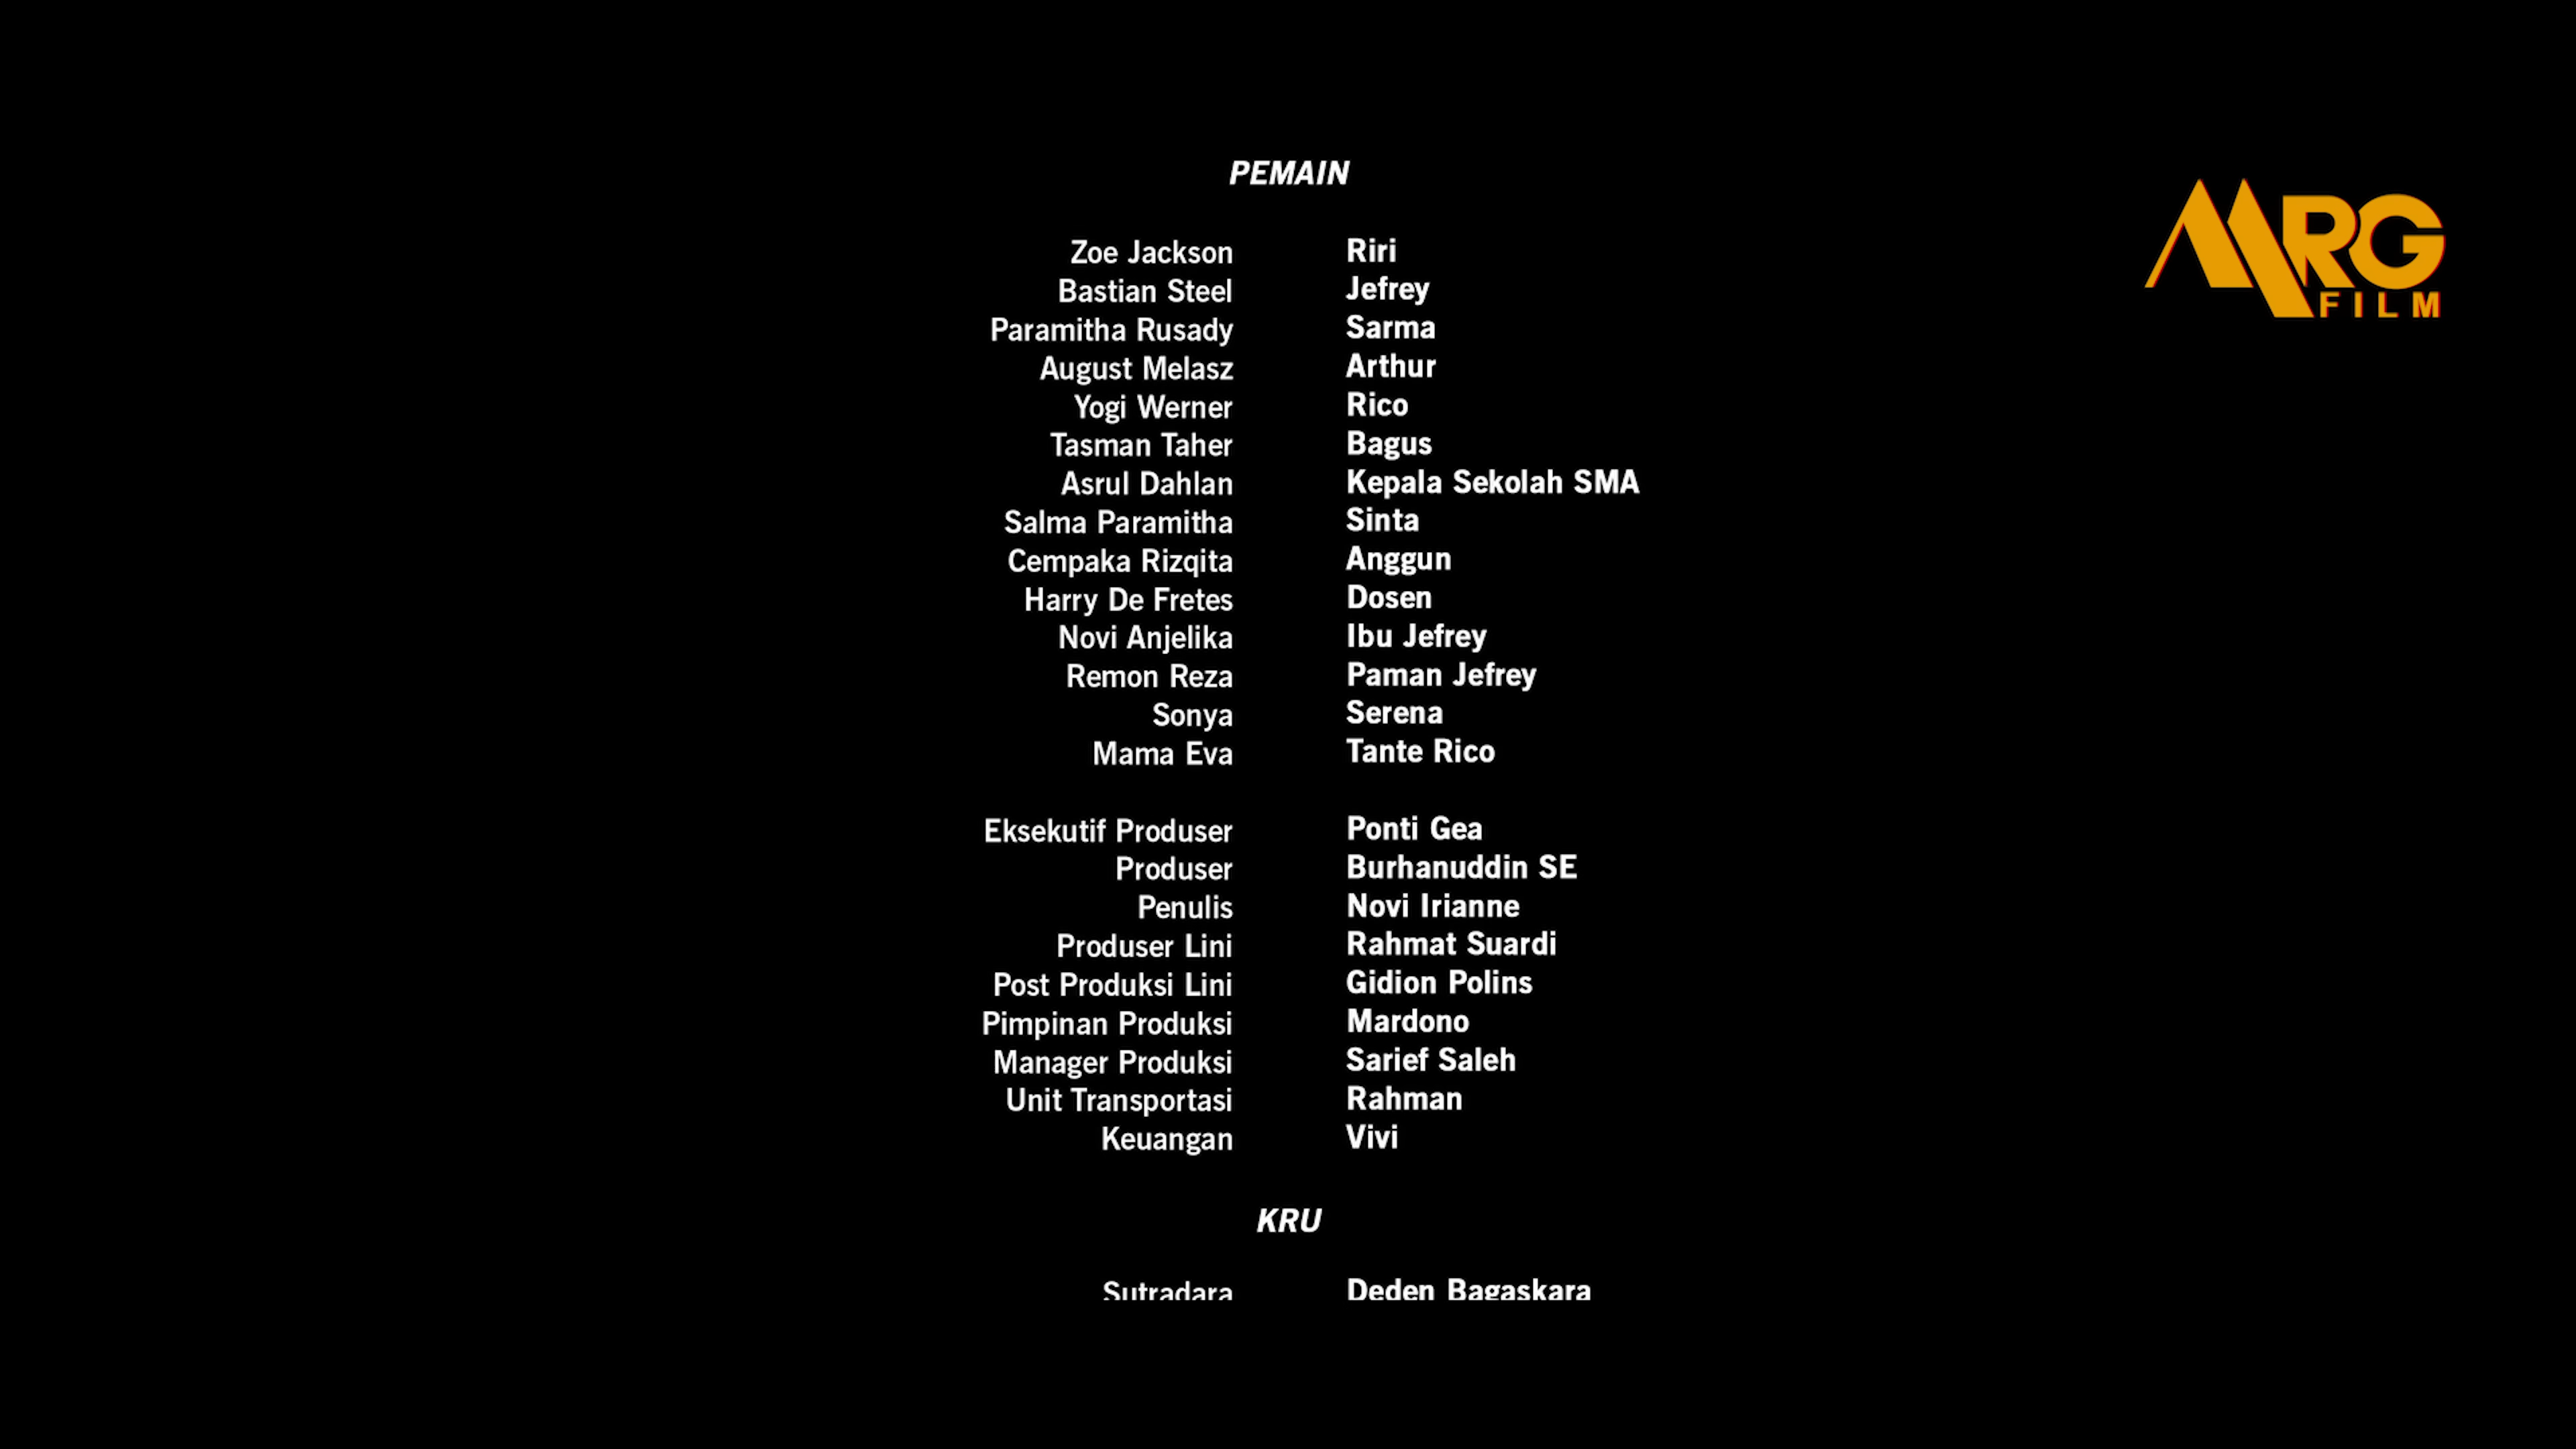 PEMAIN
MRG
FILM
Zoe Jackson Riri
Bastian Steel Jefrey
Paramitha Rusady Sarma
August Melasz Arthur
Yogi Werner Rico
Tasman Taher Bagus
Asrul Dahlan Kepala Sekolah SMA
Salma Paramitha Sinta
Cempaka Rizqita Anggun
Harry De Fretes Dosen
Novi Anjelika Ibu Jefrey
Remon Reza Paman Jefrey
Sonya Serena
Mama Eva Tante Rico
Eksekutif Produser Ponti Gea
Produser Burhanuddin SE
Penulis Novi Irianne
Produser Lini Rahmat Suardi
Post Produksi Lini Gidion Polins
Pimpinan Produksi Mardono
Manager Produksi Sarief Saleh
Unit Transportasi Rahman
Keuangan Vivi
KRU
Sutradara Deden Bagaskara